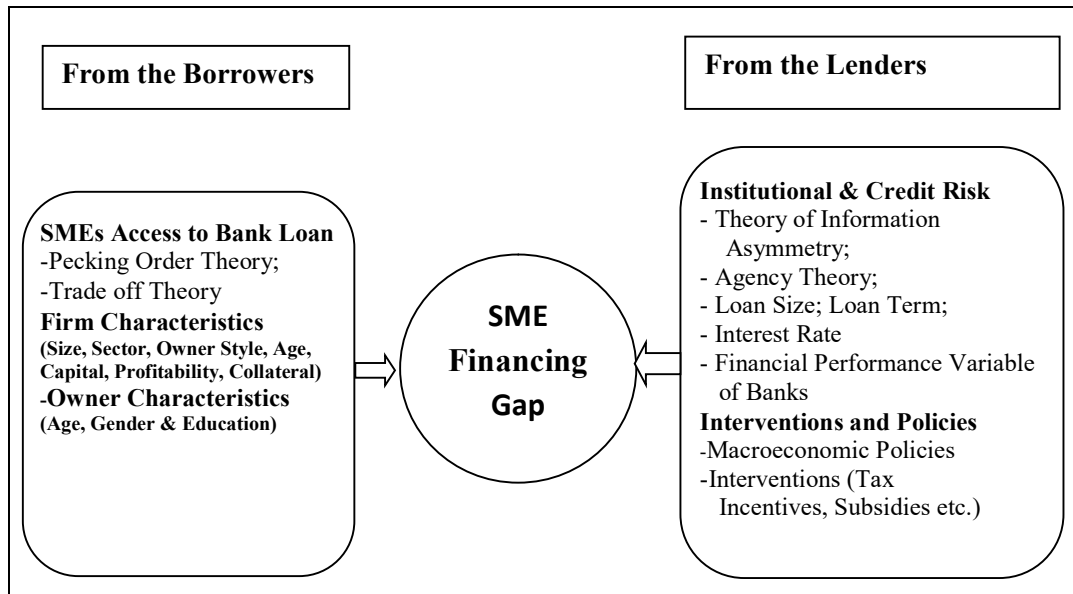 From the Borrowers
From the Lenders
SMEs Access to Bank Loan
-Pecking Order Theory;
-Trade off Theory
Firm Characteristics
(Size, Sector, Owner Style, Age,
Capital, Profitability, Collateral)
-Owner Characteristics
(Age, Gender & Education)
SME
Financing
Gap
Institutional & Credit Risk
- Theory of Information
Asymmetry;
- Agency Theory;
- Loan Size; Loan Term;
- Interest Rate
- Financial Performance Variable
of Banks
Interventions and Policies
-Macroeconomic Policies
-Interventions (Tax
Incentives, Subsidies etc.)